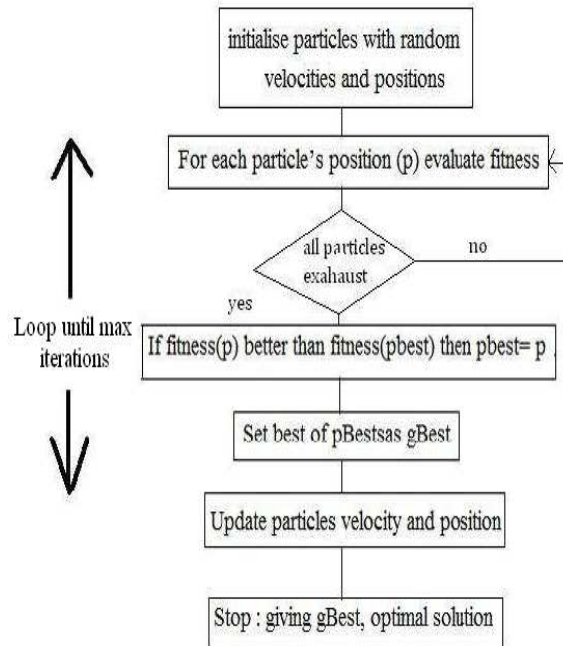 initialise particles with random
velocities and positions
For each particle's position (p) evaluate fitness
all particles
exahaust
no
yes
Loop until max
iterations
If fitness(p) better than fitness(pbest) then pbest= p
Set best of pBestsas gBest
Update particles velocity and position
Stop : giving gBest, optimal solution